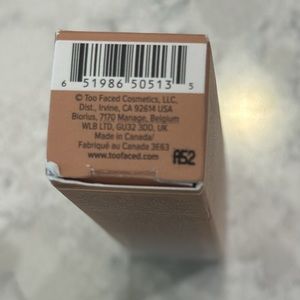 6 51986 50513 5
© Too Faced Cosmetics, LLC,
Dist., Irvine, CA 92614 USA
Biorius, 7170 Manage, Belgium
WLB LTD, GU32 3DD, UK
Made in Canada/
Fabriqué au Canada 3E63
www.toofaced.com
A52